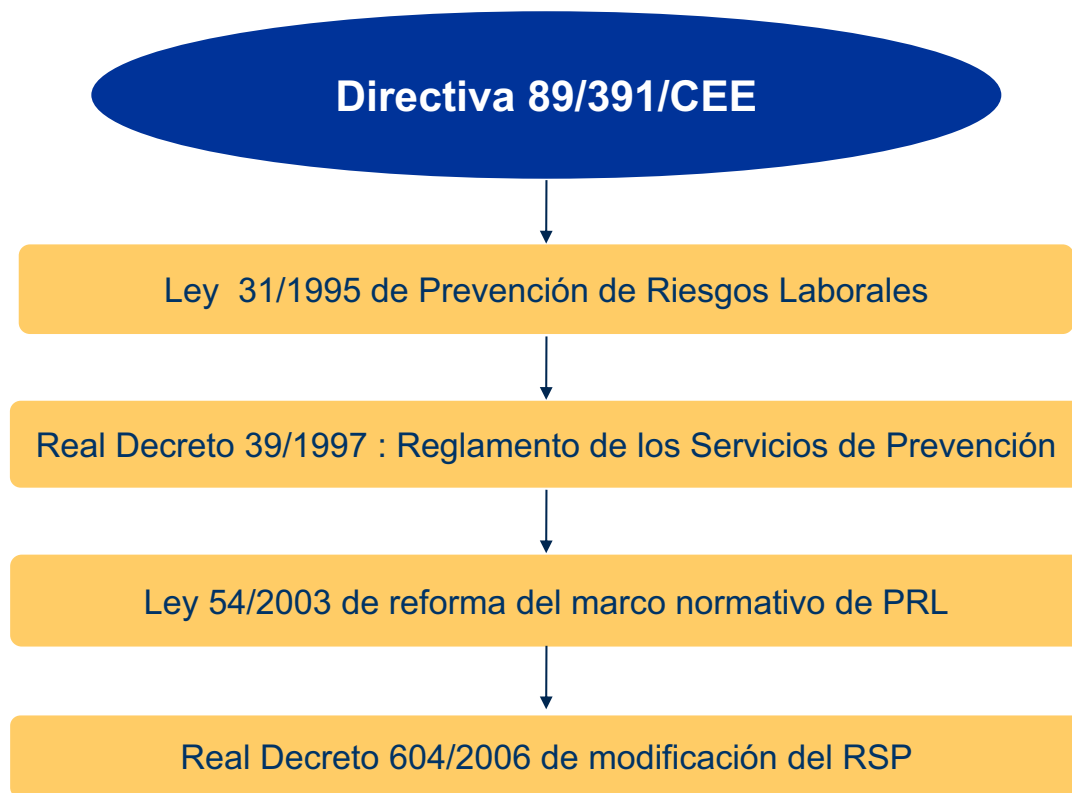 Directiva 89/391/CEE
Ley  31/1995 de Prevención de Riesgos Laborales
Real Decreto 39/1997 : Reglamento de los Servicios de Prevención
Ley 54/2003 de reforma del marco normativo de PRL
Real Decreto 604/2006 de modificación del RSP